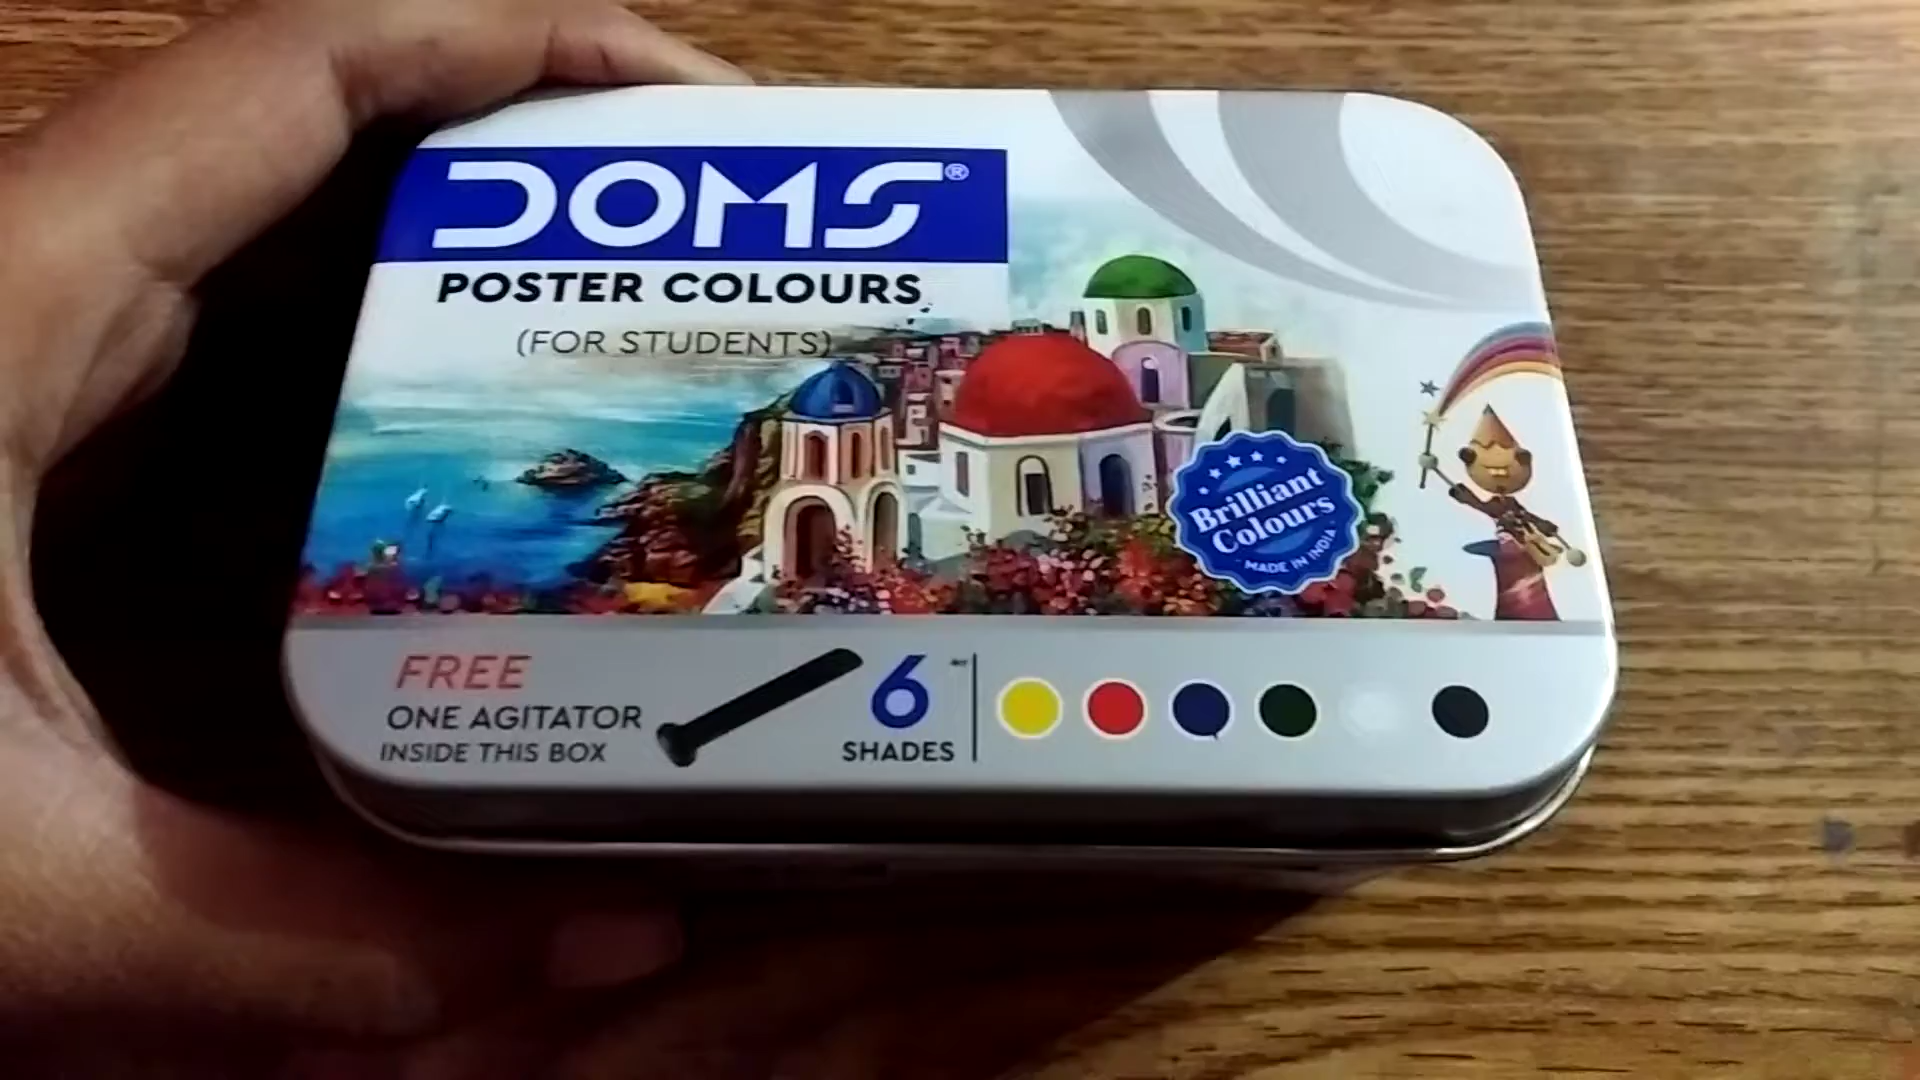 DOMS®
POSTER COLOURS
(FOR STUDENTS)
Brilliant
Colours
MADE IN INDIA
FREE
ONE AGITATOR
INSIDE THIS BOX
6
SHADES